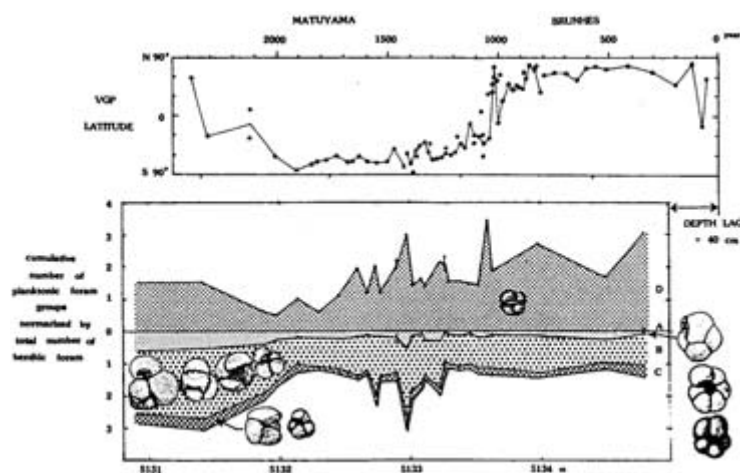 MATUYAMA BRUNHES
2000 1500 1000 500 0 years
N 90°
VGP
LATITUDE
0
S 90°
DEPTH LAG
40 cm
4
3
2
1
0
1
2
3
cumulative
number of
planktonic foram
groups
normalized by
total number of
benthic foram
D
A
B
C
5131 5132 5133 5134 m